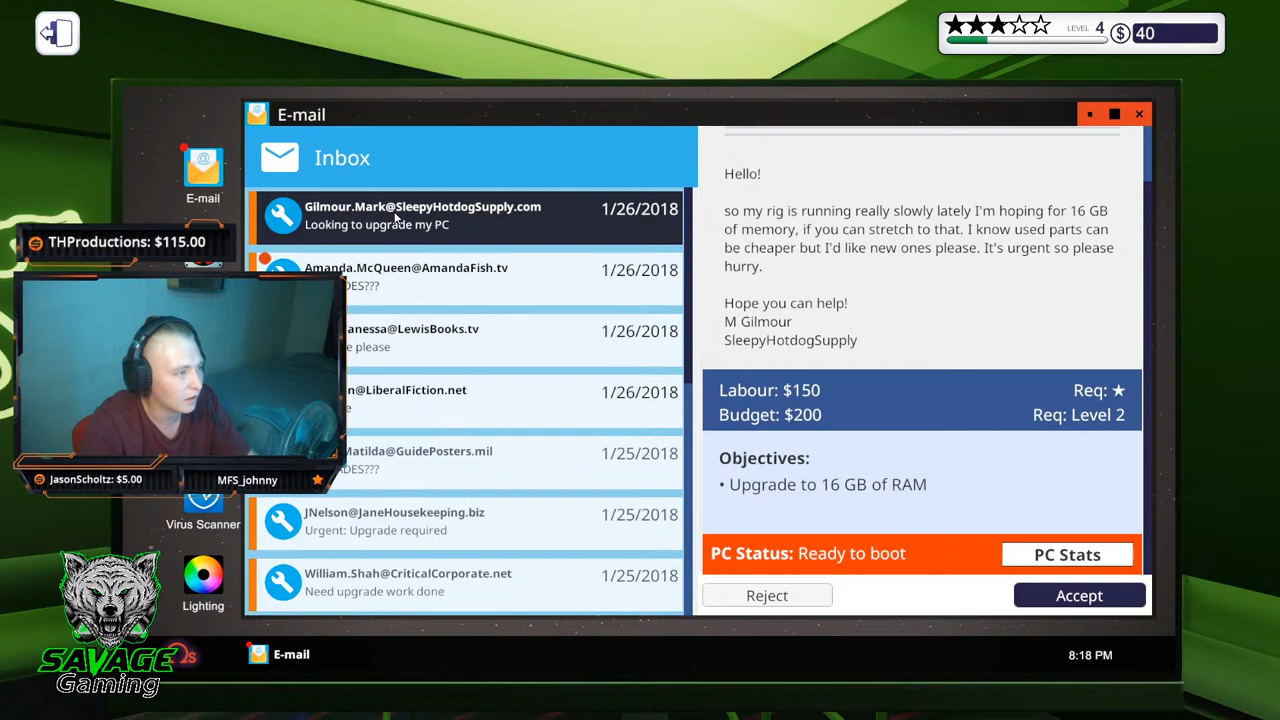 LEVEL 4 $ 40
E-mail
Inbox
E-mail
Gilmour.Mark@SleepyHotdogSupply.com 1/26/2018
Looking to upgrade my PC
Amanda.McQueen@AmandaFish.tv 1/26/2018
DES???
anessa@LewisBooks.tv 1/26/2018
e please
n@LiberalFiction.net 1/26/2018
e
Matilda@GuidePosters.mil 1/25/2018
DES???
JNelson@JaneHousekeeping.biz 1/25/2018
Urgent: Upgrade required
William.Shah@CriticalCorporate.net 1/25/2018
Need upgrade work done
THProductions: $115.00
JasonScholtz: $5.00
MFS_johnny
Virus Scanner
Lighting
Hello!
so my rig is running really slowly lately I'm hoping for 16 GB
of memory, if you can stretch to that. I know used parts can
be cheaper but I'd like new ones please. It's urgent so please
hurry.
Hope you can help!
M Gilmour
SleepyHotdogSupply
Labour: $150 Req: ★
Budget: $200 Req: Level 2
Objectives:
• Upgrade to 16 GB of RAM
PC Status: Ready to boot PC Stats
Reject Accept
SAVAGE
Gaming
E-mail
8:18 PM